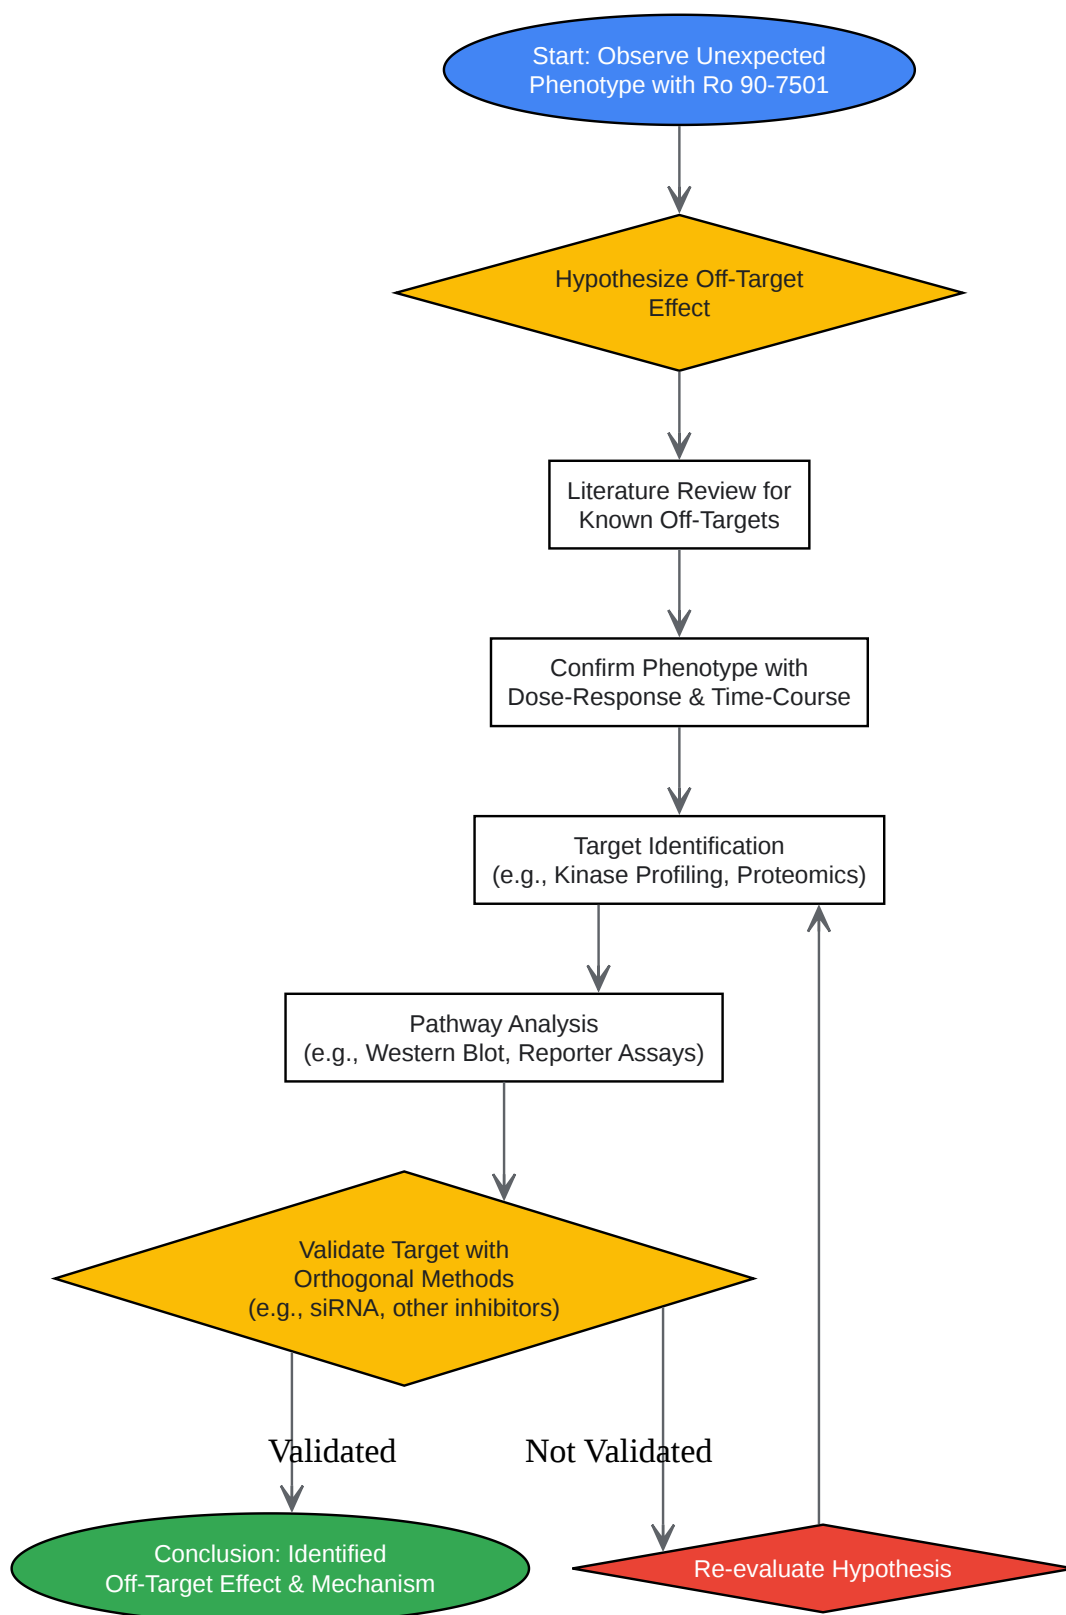 Start: Observe Unexpected
Phenotype with Ro 90-7501
Hypothesize Off-Target
Effect
Literature Review for
Known Off-Targets
Confirm Phenotype with
Dose-Response & Time-Course
Target Identification
(e.g., Kinase Profiling, Proteomics)
Pathway Analysis
(e.g., Western Blot, Reporter Assays)
Validate Target with
Orthogonal Methods
(e.g., siRNA, other inhibitors)
Validated
Not Validated
Conclusion: Identified
Off-Target Effect & Mechanism
Re-evaluate Hypothesis